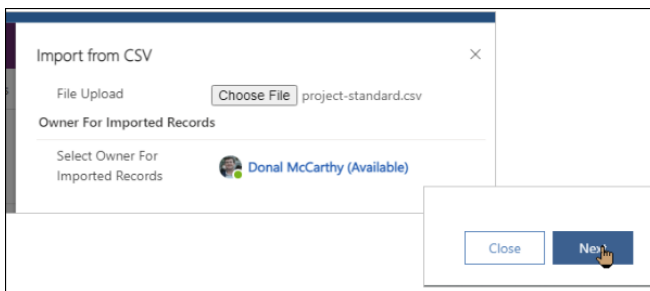 Import from CSV
File Upload Choose File project-standard.csv
Owner For Imported Records
Select Owner For
Imported Records
Donal McCarthy (Available)
Close Next